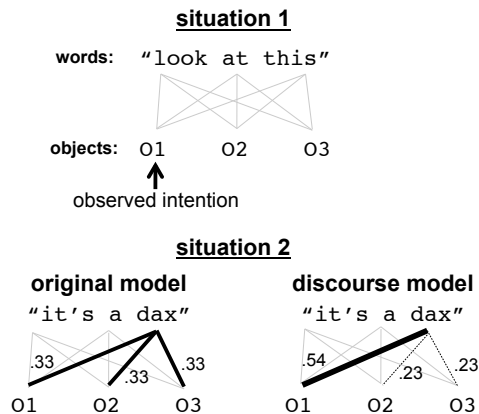 situation 1
words: "look at this"
objects: O1 O2 O3
observed intention
situation 2
original model discourse model
"it's a dax" "it's a dax"
.33 .33 .33 .54 .23 .23
O1 O2 O3 O1 O2 O3